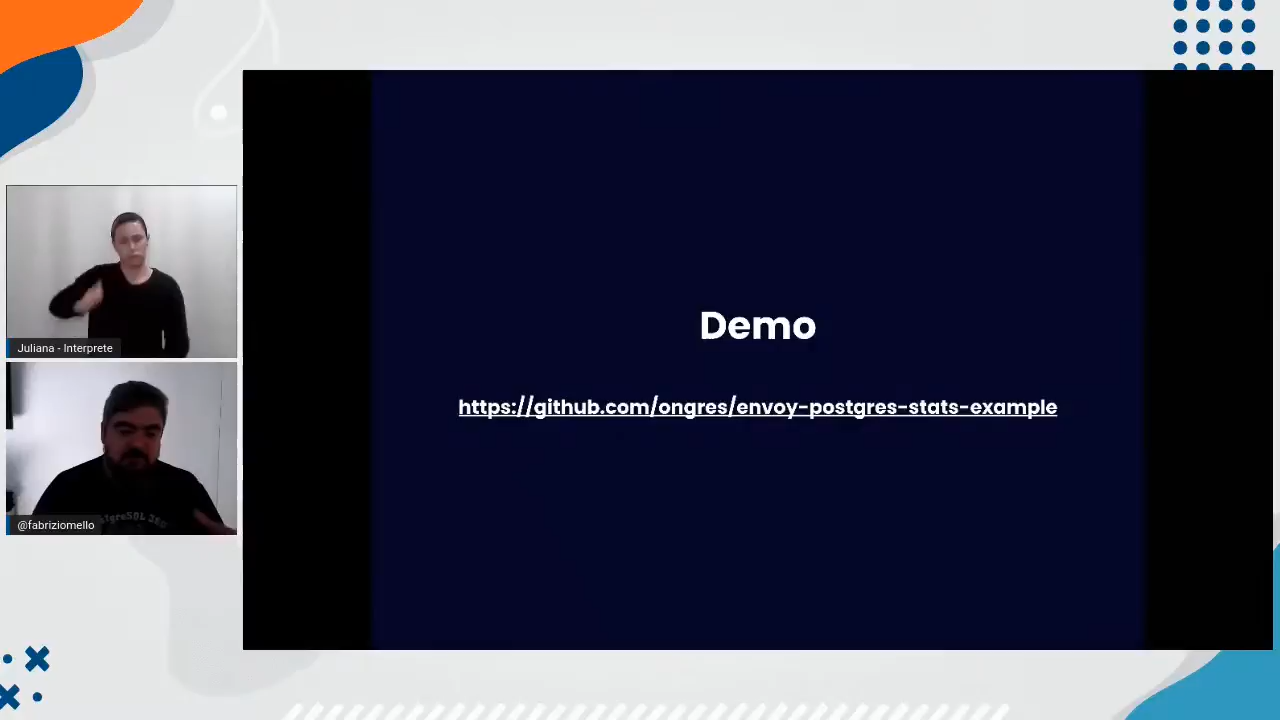 Demo
https://github.com/ongres/envoy-postgres-stats-example
Juliana - Interprete
@fabriziomello